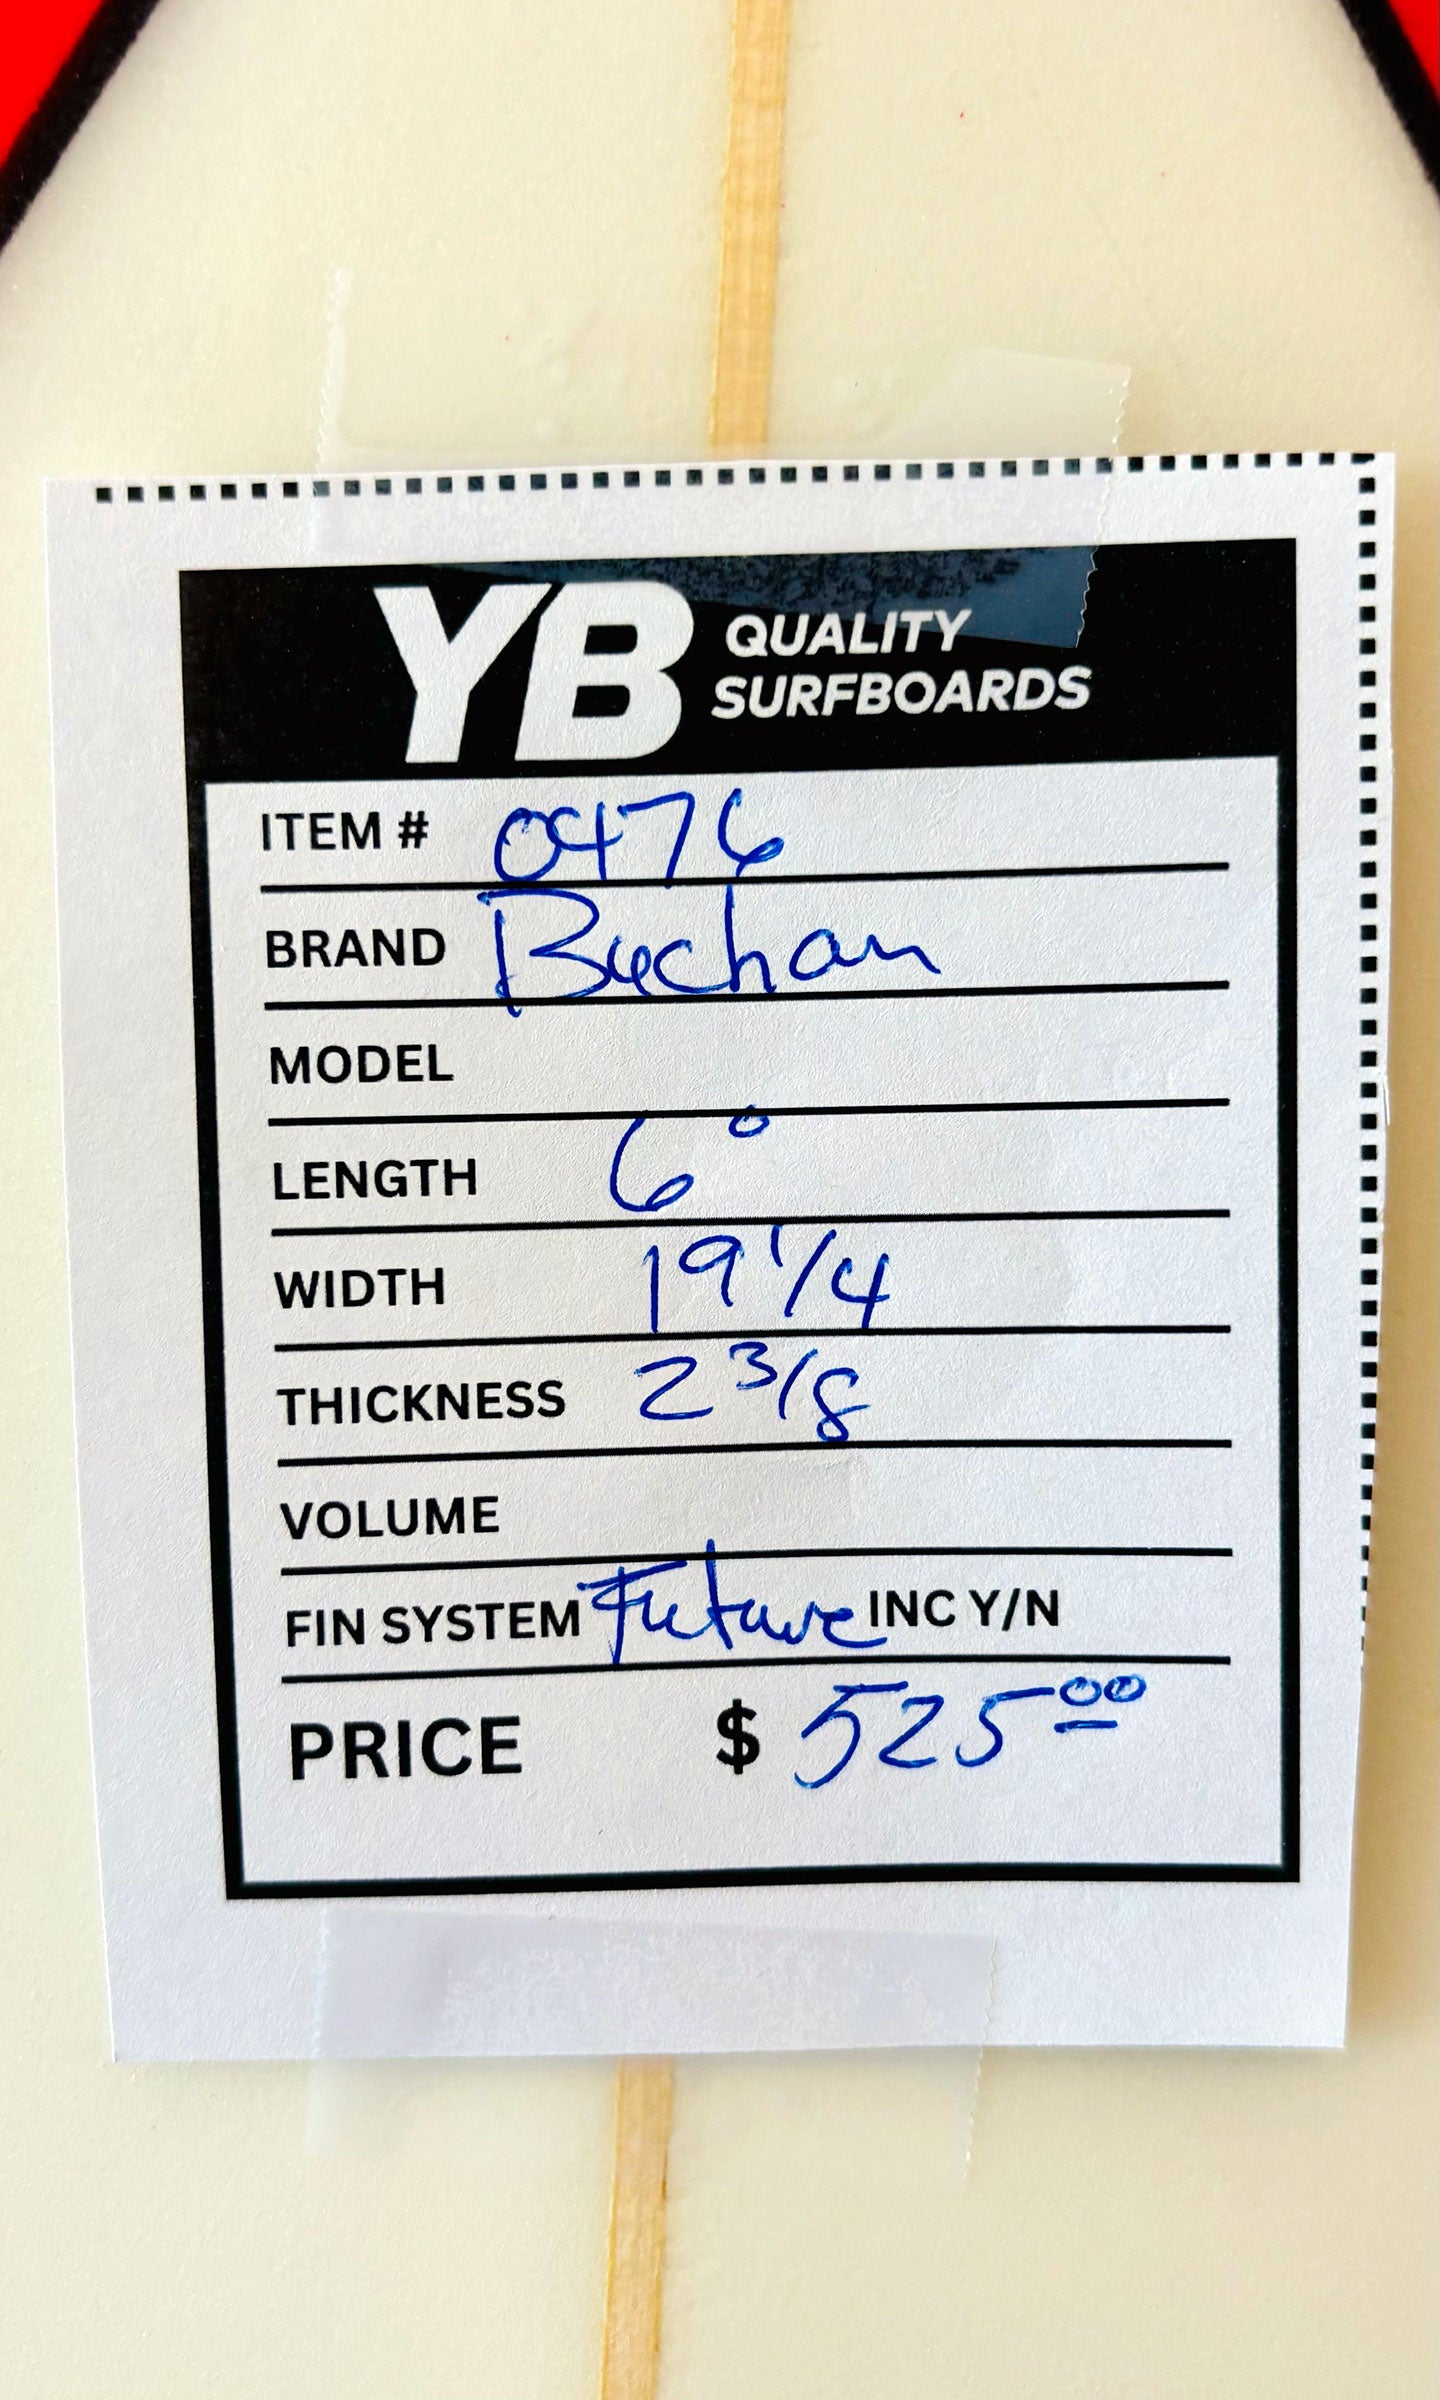 YB QUALITY
SURFBOARDS
ITEM # 0476
BRAND Buchan
MODEL
LENGTH 6°
WIDTH 19 1/4
THICKNESS 2 3/8
VOLUME
FIN SYSTEM Future INC Y/N
PRICE $ 525 00